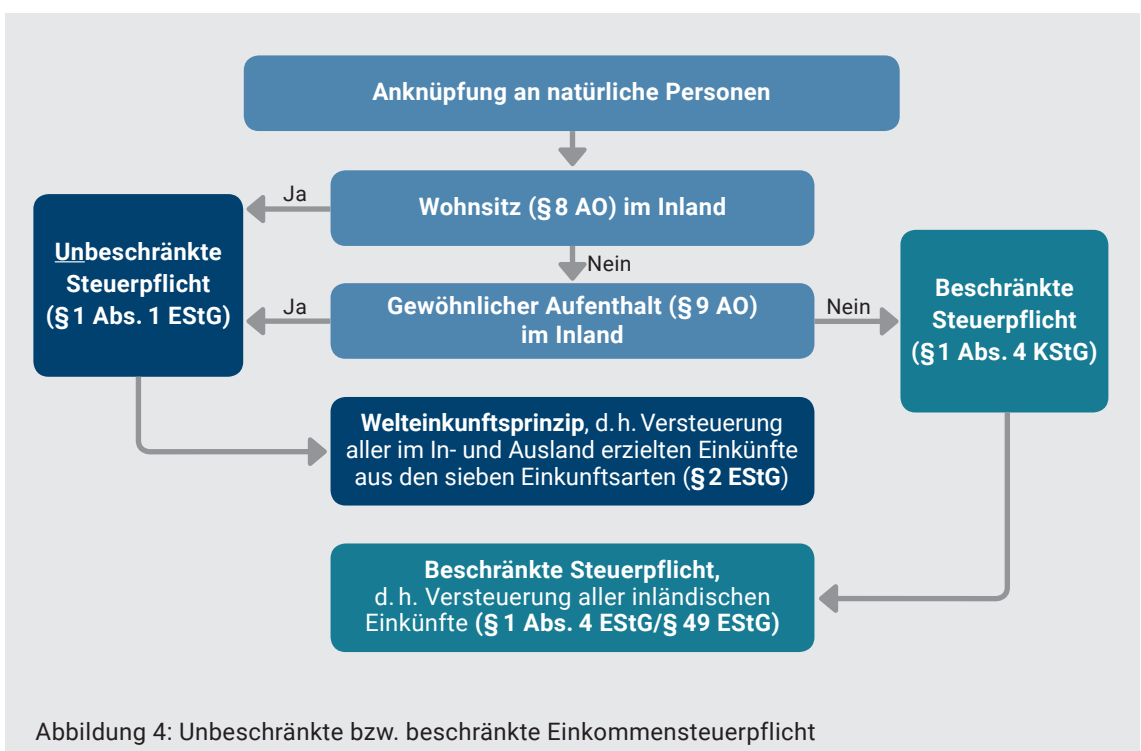 Anknüpfung an natürliche Personen
Ja
Wohnsitz (§ 8 AO) im Inland
Unbeschränkte
Steuerpflicht
(§ 1 Abs. 1 EStG)
Nein
Ja
Gewöhnlicher Aufenthalt (§ 9 AO)
im Inland
Nein
Beschränkte
Steuerpflicht
(§ 1 Abs. 4 KStG)
Welteinkunftsprinzip, d. h. Versteuerung
aller im In- und Ausland erzielten Einkünfte
aus den sieben Einkunftsarten (§ 2 EStG)
Beschränkte Steuerpflicht,
d. h. Versteuerung aller inländischen
Einkünfte (§ 1 Abs. 4 EStG/§ 49 EStG)
Abbildung 4: Unbeschränkte bzw. beschränkte Einkommensteuerpflicht